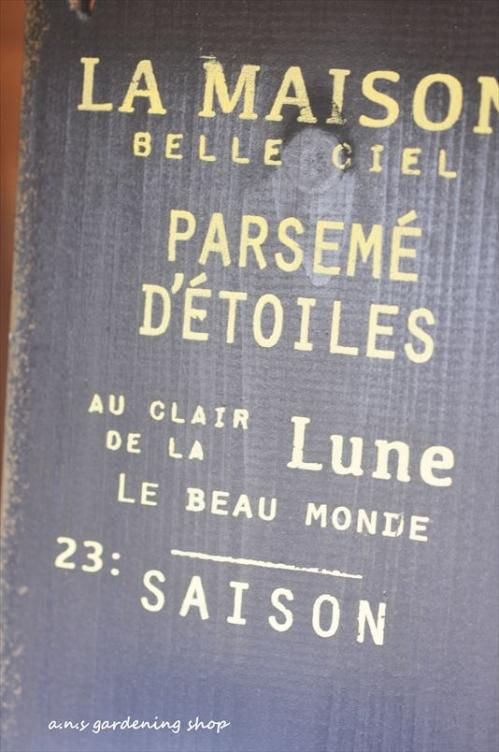 LA MAISON
BELLE CIEL
PARSEMÉ
D'ÉTOILES
AU CLAIR
DE LA Lune
LE BEAU MONDE
23: SAISON
a.n.s gardening shop